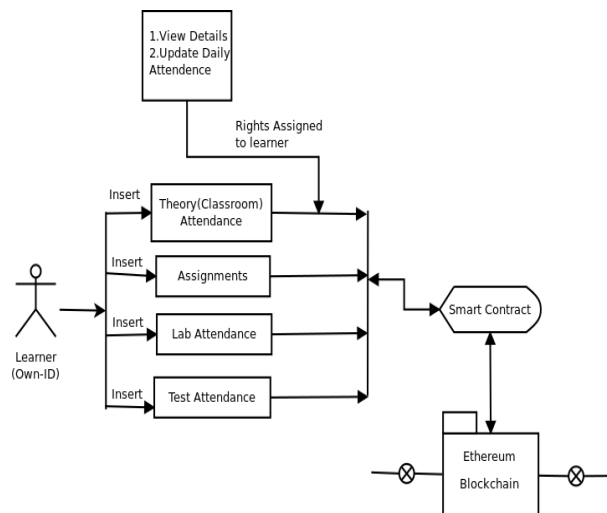 1.View Details
2.Update Daily
Attendence
Rights Assigned
to learner
Insert
Theory(Classroom)
Attendance
Insert
Assignments
Insert
Lab Attendance
Insert
Test Attendance
Learner
(Own-ID)
Smart Contract
Ethereum
Blockchain